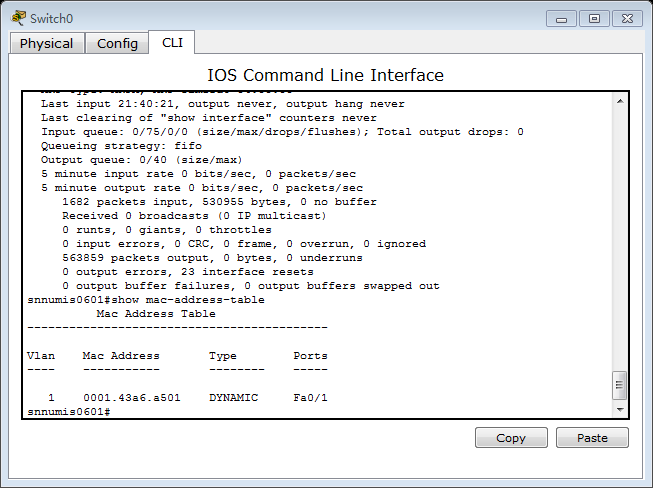 Switch0
Physical Config CLI
IOS Command Line Interface
Last input 21:40:21, output never, output hang never
Last clearing of "show interface" counters never
Input queue: 0/75/0/0 (size/max/drops/flushes); Total output drops: 0
Queueing strategy: fifo
Output queue: 0/40 (size/max)
5 minute input rate 0 bits/sec, 0 packets/sec
5 minute output rate 0 bits/sec, 0 packets/sec
1682 packets input, 530955 bytes, 0 no buffer
Received 0 broadcasts (0 IP multicast)
0 runts, 0 giants, 0 throttles
0 input errors, 0 CRC, 0 frame, 0 overrun, 0 ignored
563859 packets output, 0 bytes, 0 underruns
0 output errors, 23 interface resets
0 output buffer failures, 0 output buffers swapped out
snnumis0601#show mac-address-table
Mac Address Table
-------------------------------------------
Vlan Mac Address Type Ports
---- ----------- -------- -----
1 0001.43a6.a501 DYNAMIC Fa0/1
snnumis0601#
Copy Paste